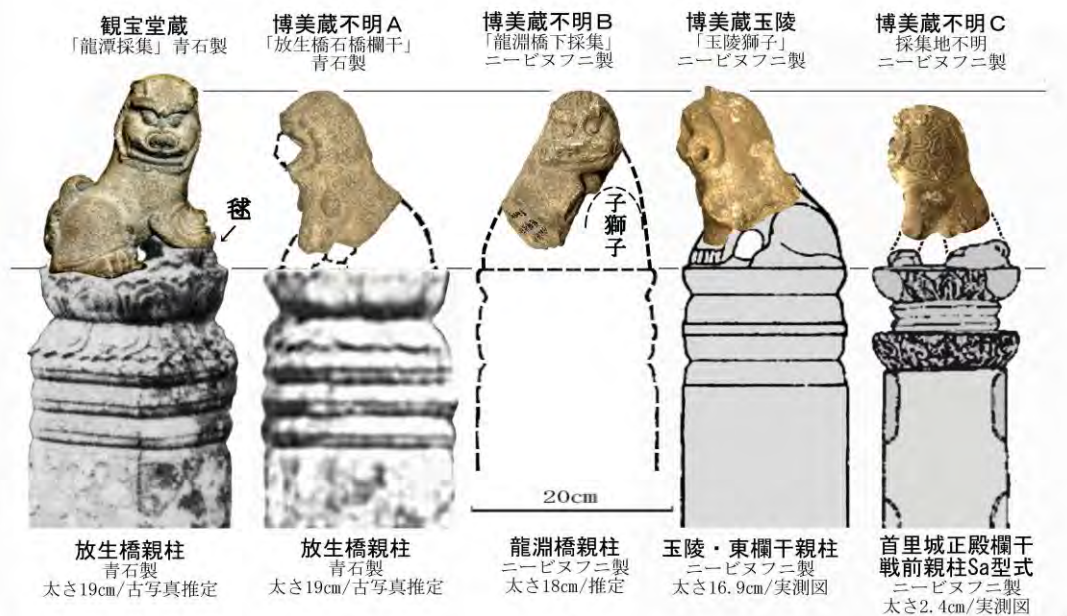 観宝堂蔵
「龍潭採集」青石製
博美蔵不明A
「放生橋石橋欄干」
青石製
博美蔵不明B
「龍淵橋下採集」
ニービヌフニ製
博美蔵玉陵
「玉陵獅子」
ニービヌフニ製
博美蔵不明C
採集地不明
ニービヌフニ製
毬
子獅子
20cm
放生橋親柱
青石製
太さ19cm/古写真推定
放生橋親柱
青石製
太さ19cm/古写真推定
龍淵橋親柱
ニービヌフニ製
太さ18cm/推定
玉陵・東欄干親柱
ニービヌフニ製
太さ16.9cm/実測図
首里城正殿欄干
戦前親柱Sa型式
ニービヌフニ製
太さ2.4cm/実測図